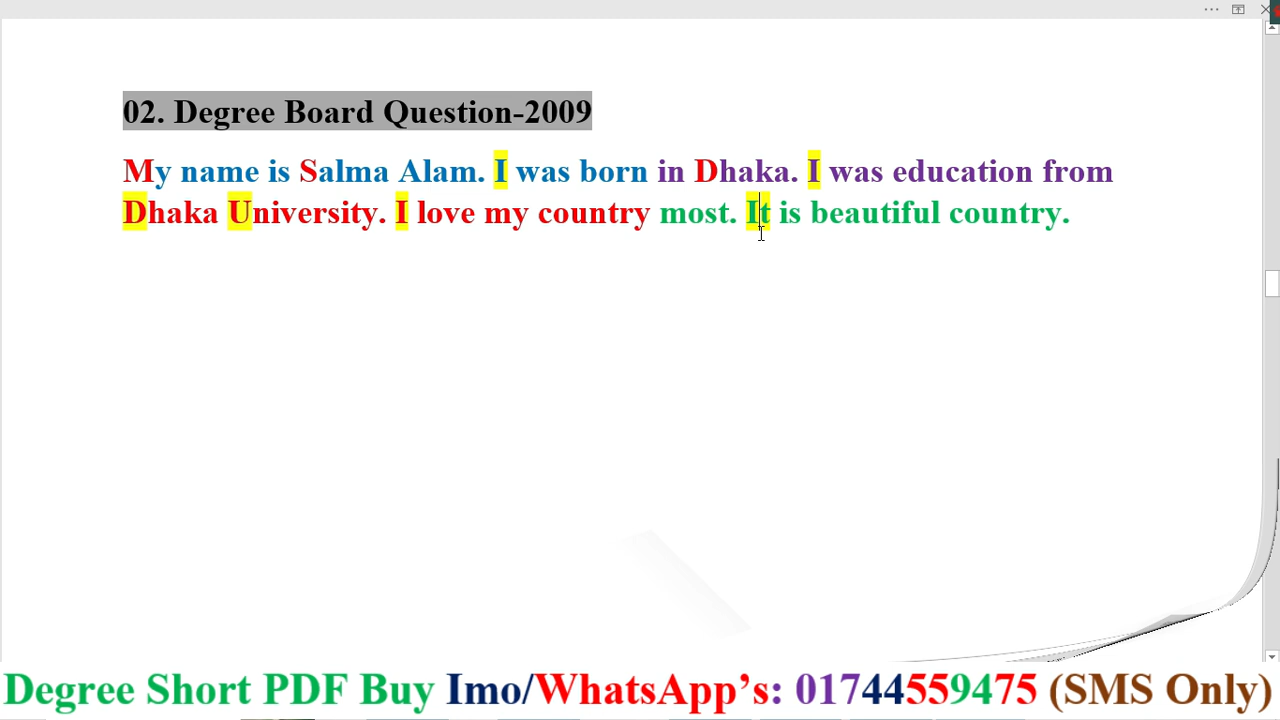 02. Degree Board Question-2009
My name is Salma Alam. I was born in Dhaka. I was education from
Dhaka University. I love my country most. It is beautiful country.
Degree Short PDF Buy Imo/WhatsApp’s: 01744559475 (SMS Only)